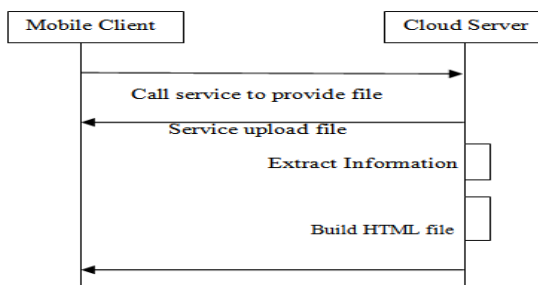 Mobile Client
Cloud Server
Call service to provide file
Service upload file
Extract Information
Build HTML file